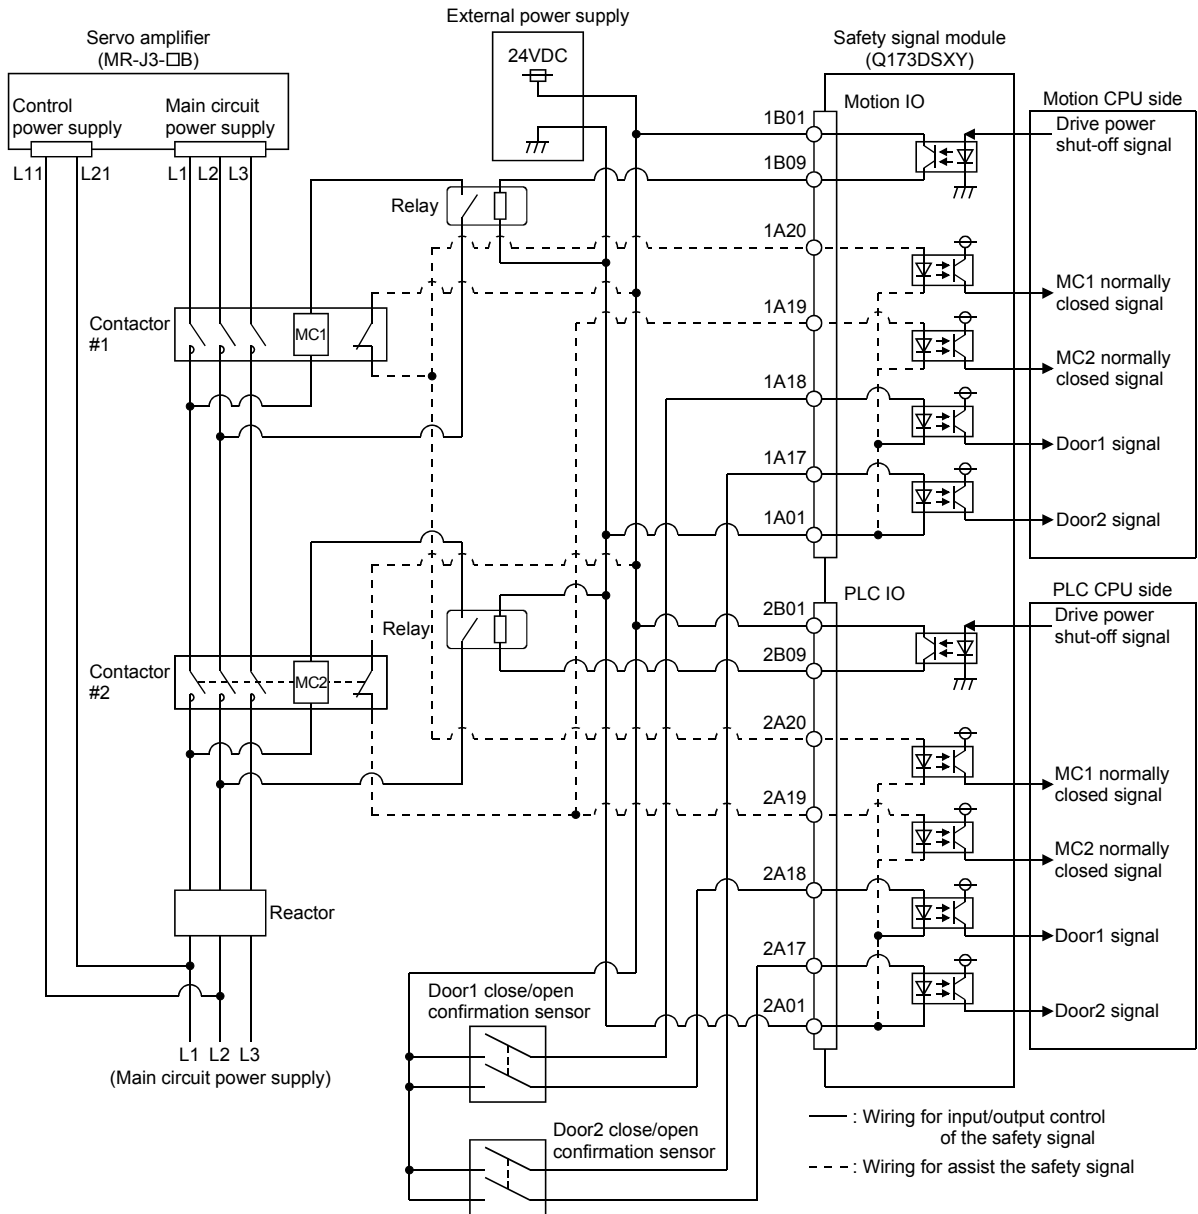 External power supply
24VDC
Servo amplifier
(MR-J3-□B)
Control
power supply
Main circuit
power supply
L11
L21
L1
L2
L3
Safety signal module
(Q173DSXY)
Motion IO
Motion CPU side
1B01
Drive power
shut-off signal
1B09
Relay
1A20
MC1 normally
closed signal
Contactor
#1
MC1
1A19
MC2 normally
closed signal
1A18
Door1 signal
1A17
Door2 signal
1A01
PLC IO
PLC CPU side
2B01
Drive power
shut-off signal
Relay
2B09
Contactor
#2
MC2
2A20
MC1 normally
closed signal
2A19
MC2 normally
closed signal
2A18
Door1 signal
Reactor
2A17
Door2 signal
2A01
Door1 close/open
confirmation sensor
L1 L2 L3
(Main circuit power supply)
Door2 close/open
confirmation sensor
: Wiring for input/output control
of the safety signal
: Wiring for assist the safety signal